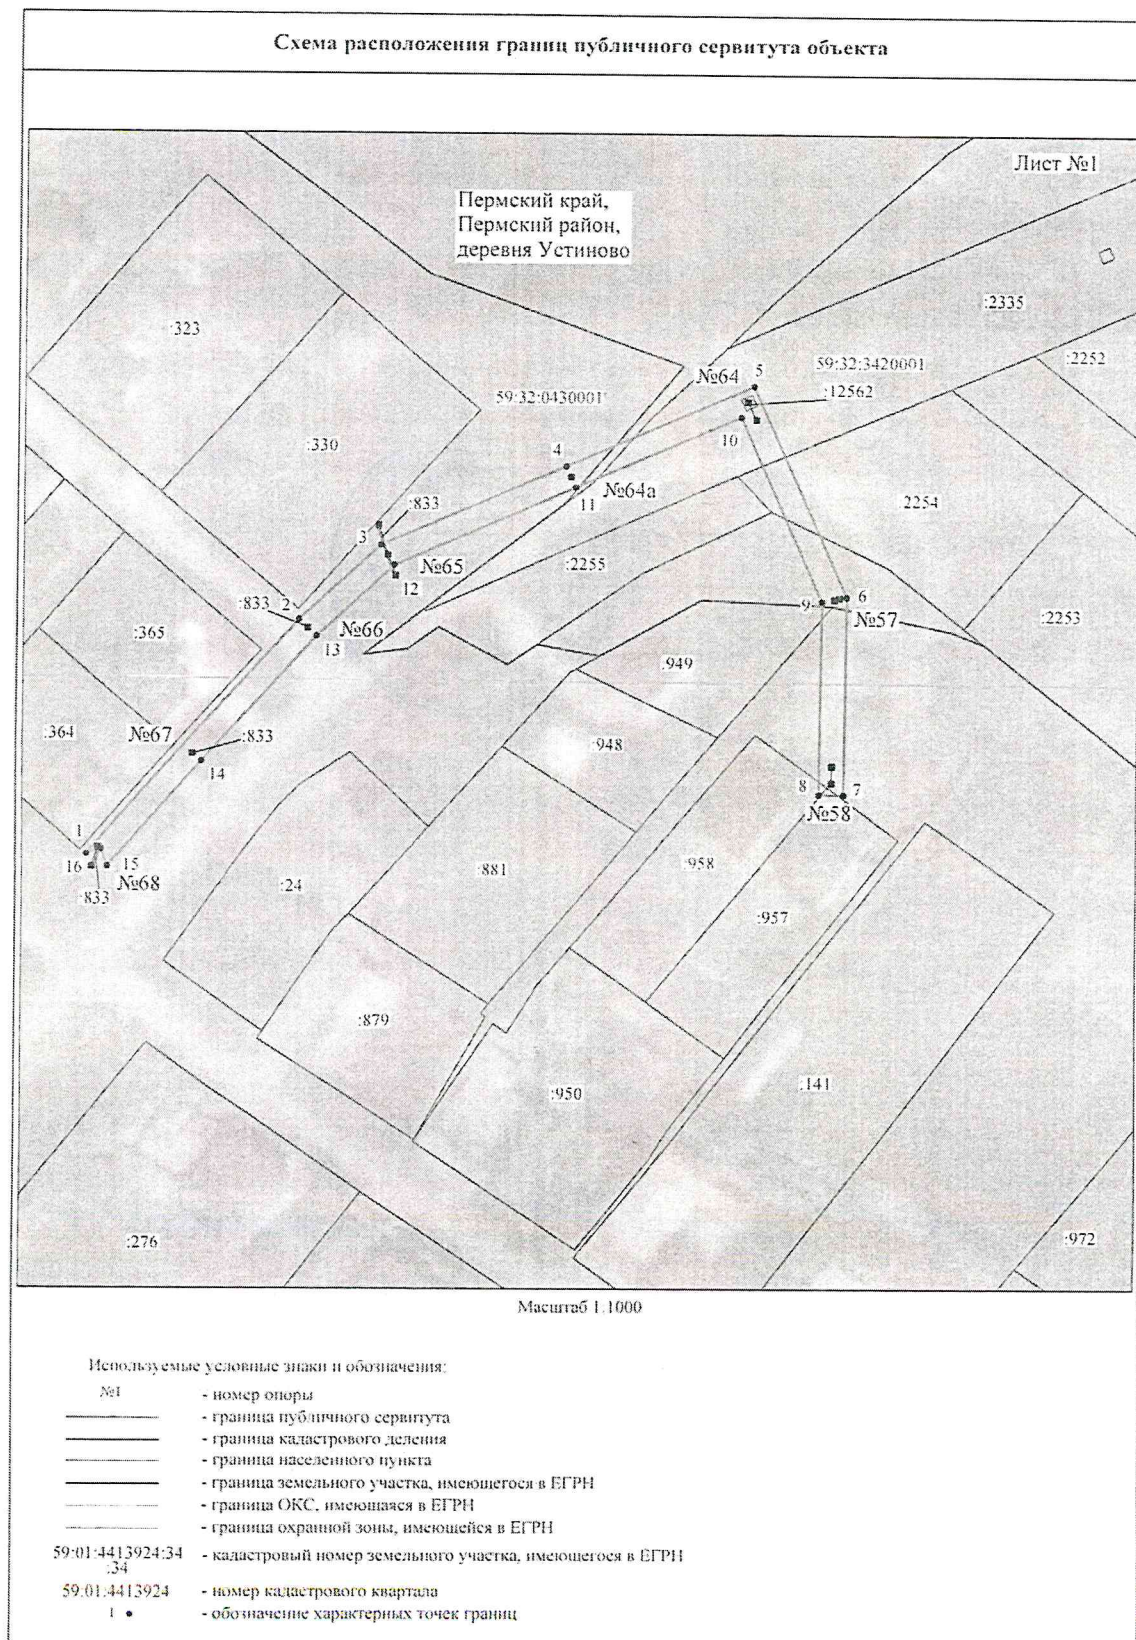 Схема расположения границ публичного сервитута объекта
Лист №1
Пермский край,
Пермский район,
деревня Устиново
:2335
:323
:2252
59:32:3420001
5
№64
:12562
59:32:0430001
10
:330
4
№64а
11
2254
:833
3
№65
12
:2255
:833
2
№66
13
9
6
№57
:2253
:365
:949
:364
№67
:833
14
:948
8
7
№58
1
16
15
№68
:833
:24
:881
:958
:957
:879
:950
:141
:276
:972
Масштаб 1:1000
Используемые условные знаки и обозначения:
№1 - номер опоры
- граница публичного сервитута
- граница кадастрового деления
- граница населенного пункта
- граница земельного участка, имеющегося в ЕГРН
- граница ОКС, имеющаяся в ЕГРН
- граница охранной зоны, имеющейся в ЕГРН
59:01:4413924:34
:34
- кадастровый номер земельного участка, имеющегося в ЕГРН
59:01:4413924 - номер кадастрового квартала
1 - обозначение характерных точек границ